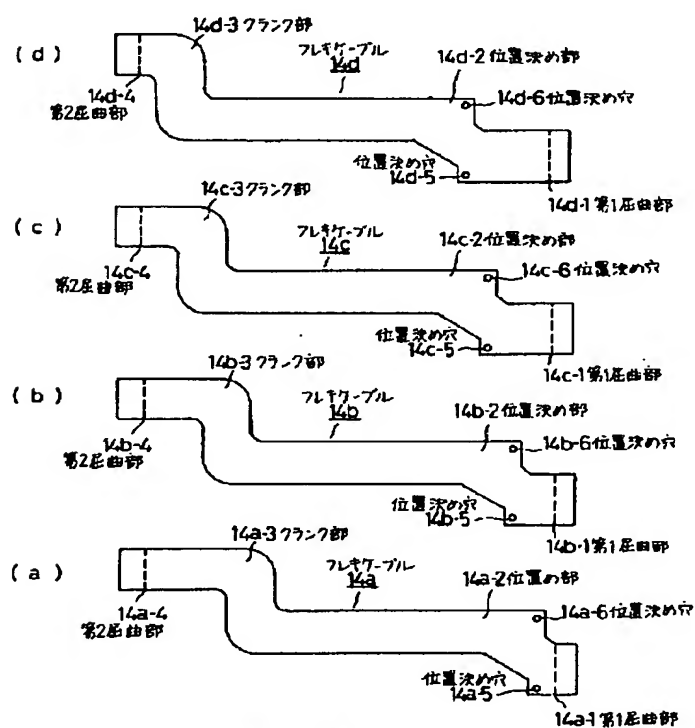 (d)
14d-3クランク部
フレキケーブル
14d
14d-2位置決め部
14d-4
第2屈曲部
14d-6位置決め穴
位置決め穴
14d-5
14d-1第1屈曲部
(c)
14c-3クランク部
フレキケーブル
14c
14c-2位置決め部
14c-4
第2屈曲部
14c-6位置決め穴
位置決め穴
14c-5
14c-1第1屈曲部
(b)
14b-3クランク部
フレキケーブル
14b
14b-2位置決め部
14b-4
第2屈曲部
14b-6位置決め穴
位置決め穴
14b-5
14b-1第1屈曲部
(a)
14a-3クランク部
フレキケーブル
14a
14a-2位置め部
14a-4
第2屈曲部
14a-6位置決め穴
位置決め穴
14a-5
14a-1第1屈曲部